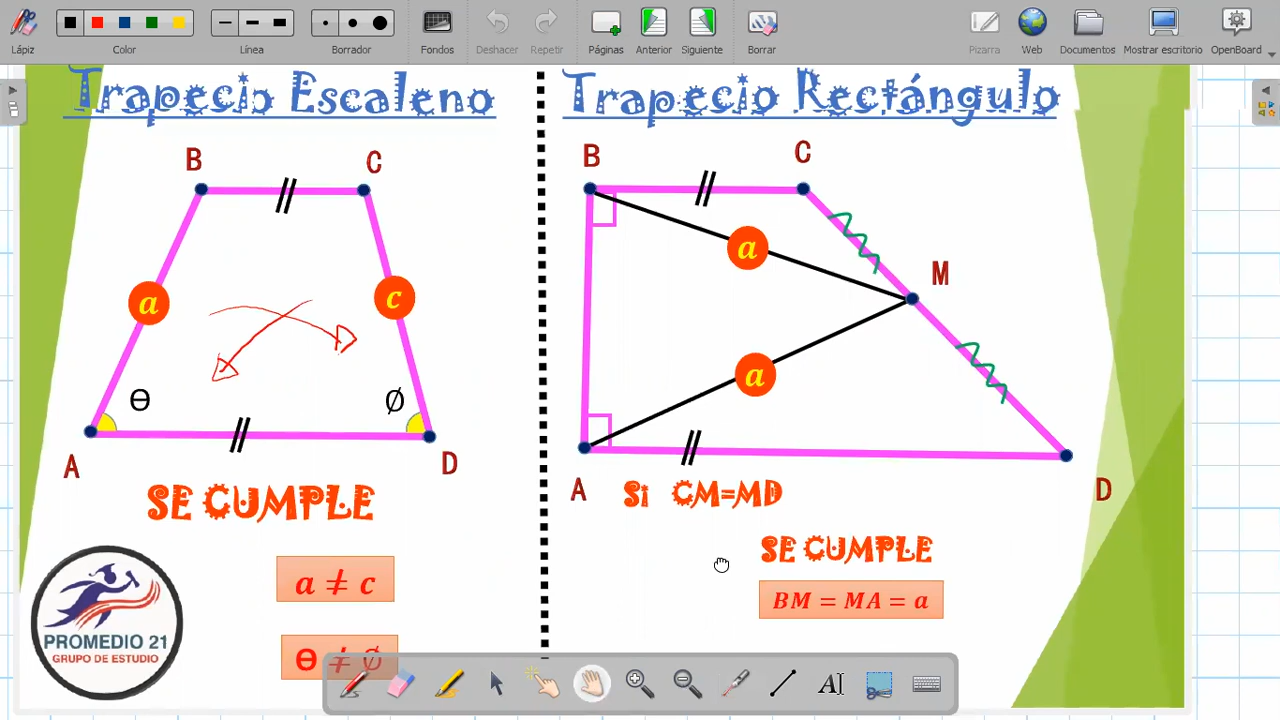 Lápiz
Color
Línea
Borrador
Fondos
Deshacer
Repetir
Páginas
Anterior
Siguiente
Borrar
Pizarra
Web
Documentos
Mostrar escritorio
OpenBoard
Trapecio Escaleno
B
C
a
c
Ɵ
Ø
A
D
SE CUMPLE
a ≠ c
Ɵ ≠ Ø
PROMEDIO 21
GRUPO DE ESTUDIO
Trapecio Rectángulo
B
C
a
M
a
A
D
Si CM=MD
SE CUMPLE
BM = MA = a
AI